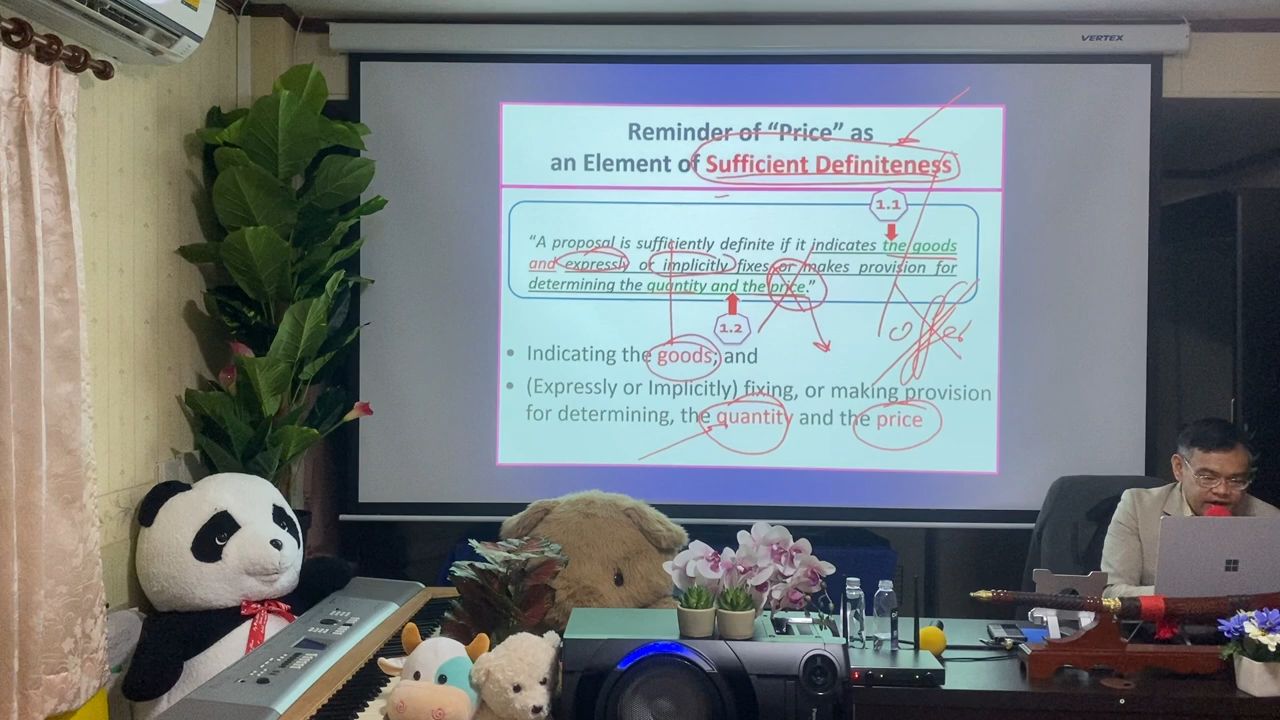 VERTEX
Reminder of “Price” as
an Element of Sufficient Definiteness
1.1
“A proposal is sufficiently definite if it indicates the goods
and expressly or implicitly fixes or makes provision for
determining the quantity and the price.”
1.2
offer
• Indicating the goods; and
• (Expressly or Implicitly) fixing, or making provision
for determining, the quantity and the price